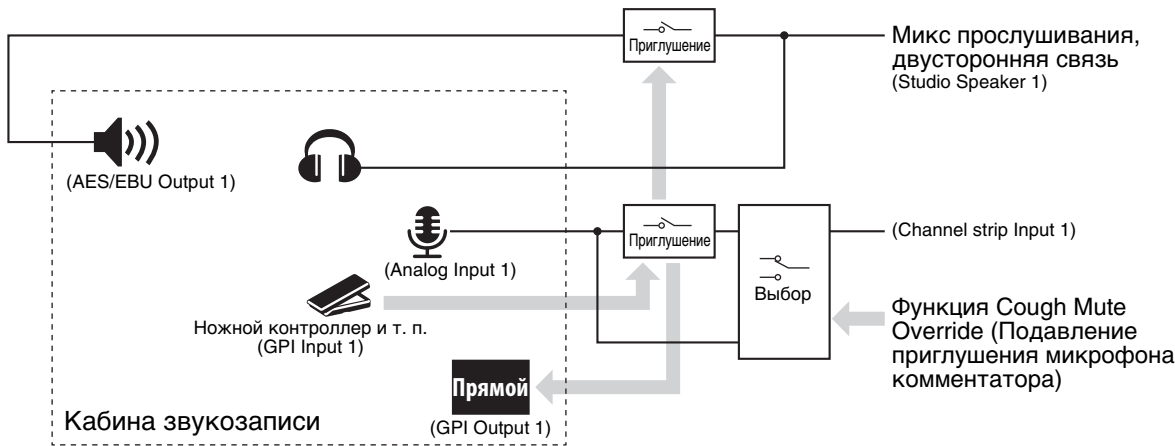 Приглушение
Микс прослушивания,
двусторонняя связь
(Studio Speaker 1)
(AES/EBU Output 1)
Приглушение
(Channel strip Input 1)
(Analog Input 1)
Выбор
Ножной контроллер и т. п.
(GPI Input 1)
Функция Cough Mute
Override (Подавление
приглушения микрофона
комментатора)
Прямой
(GPI Output 1)
Кабина звукозаписи